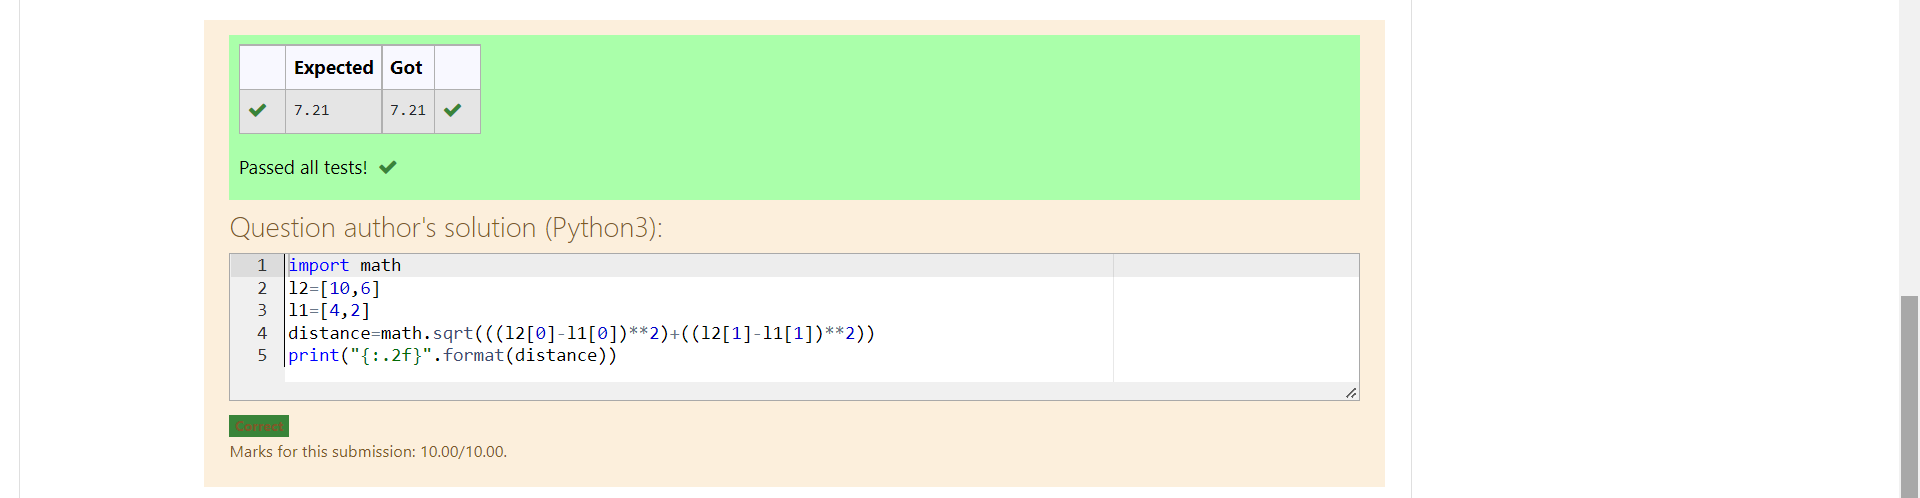 Expected Got
7.21 7.21
Passed all tests!
Question author's solution (Python3):
1 import math
2 l2=[10,6]
3 l1=[4,2]
4 distance=math.sqrt(((l2[0]-l1[0])**2)+((l2[1]-l1[1])**2))
5 print("{:.2f}".format(distance))
Correct
Marks for this submission: 10.00/10.00.